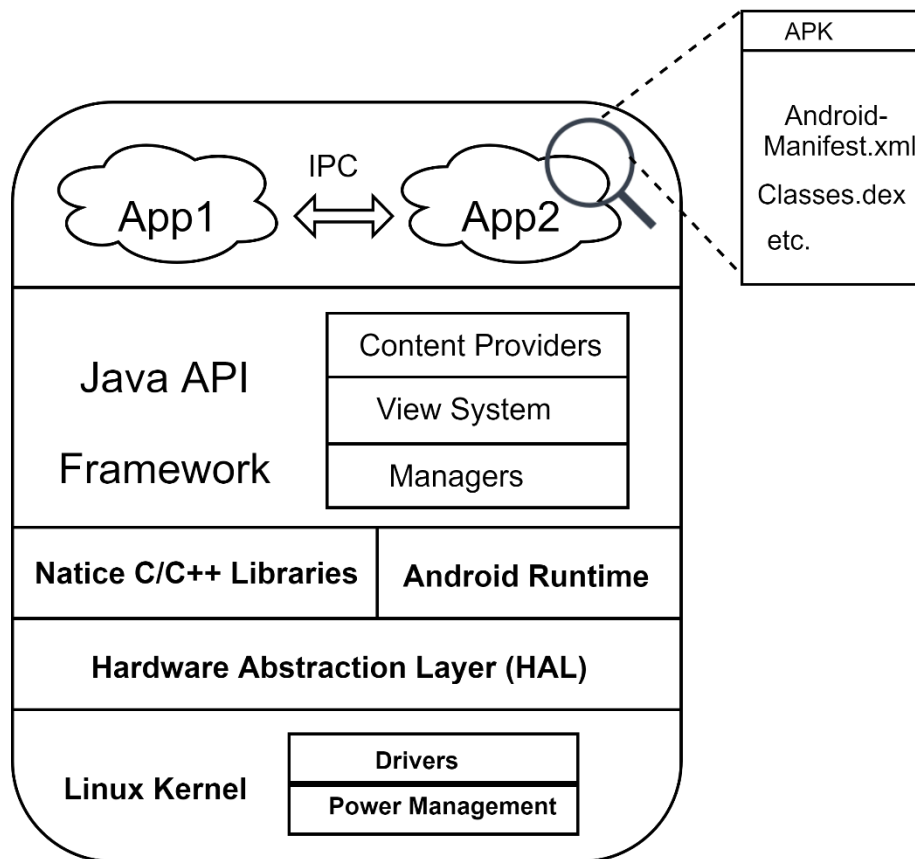 APK
Android-
Manifest.xml
Classes.dex
etc.
IPC
App1
App2
Java API
Framework
Content Providers
View System
Managers
Natice C/C++ Libraries
Android Runtime
Hardware Abstraction Layer (HAL)
Linux Kernel
Drivers
Power Management